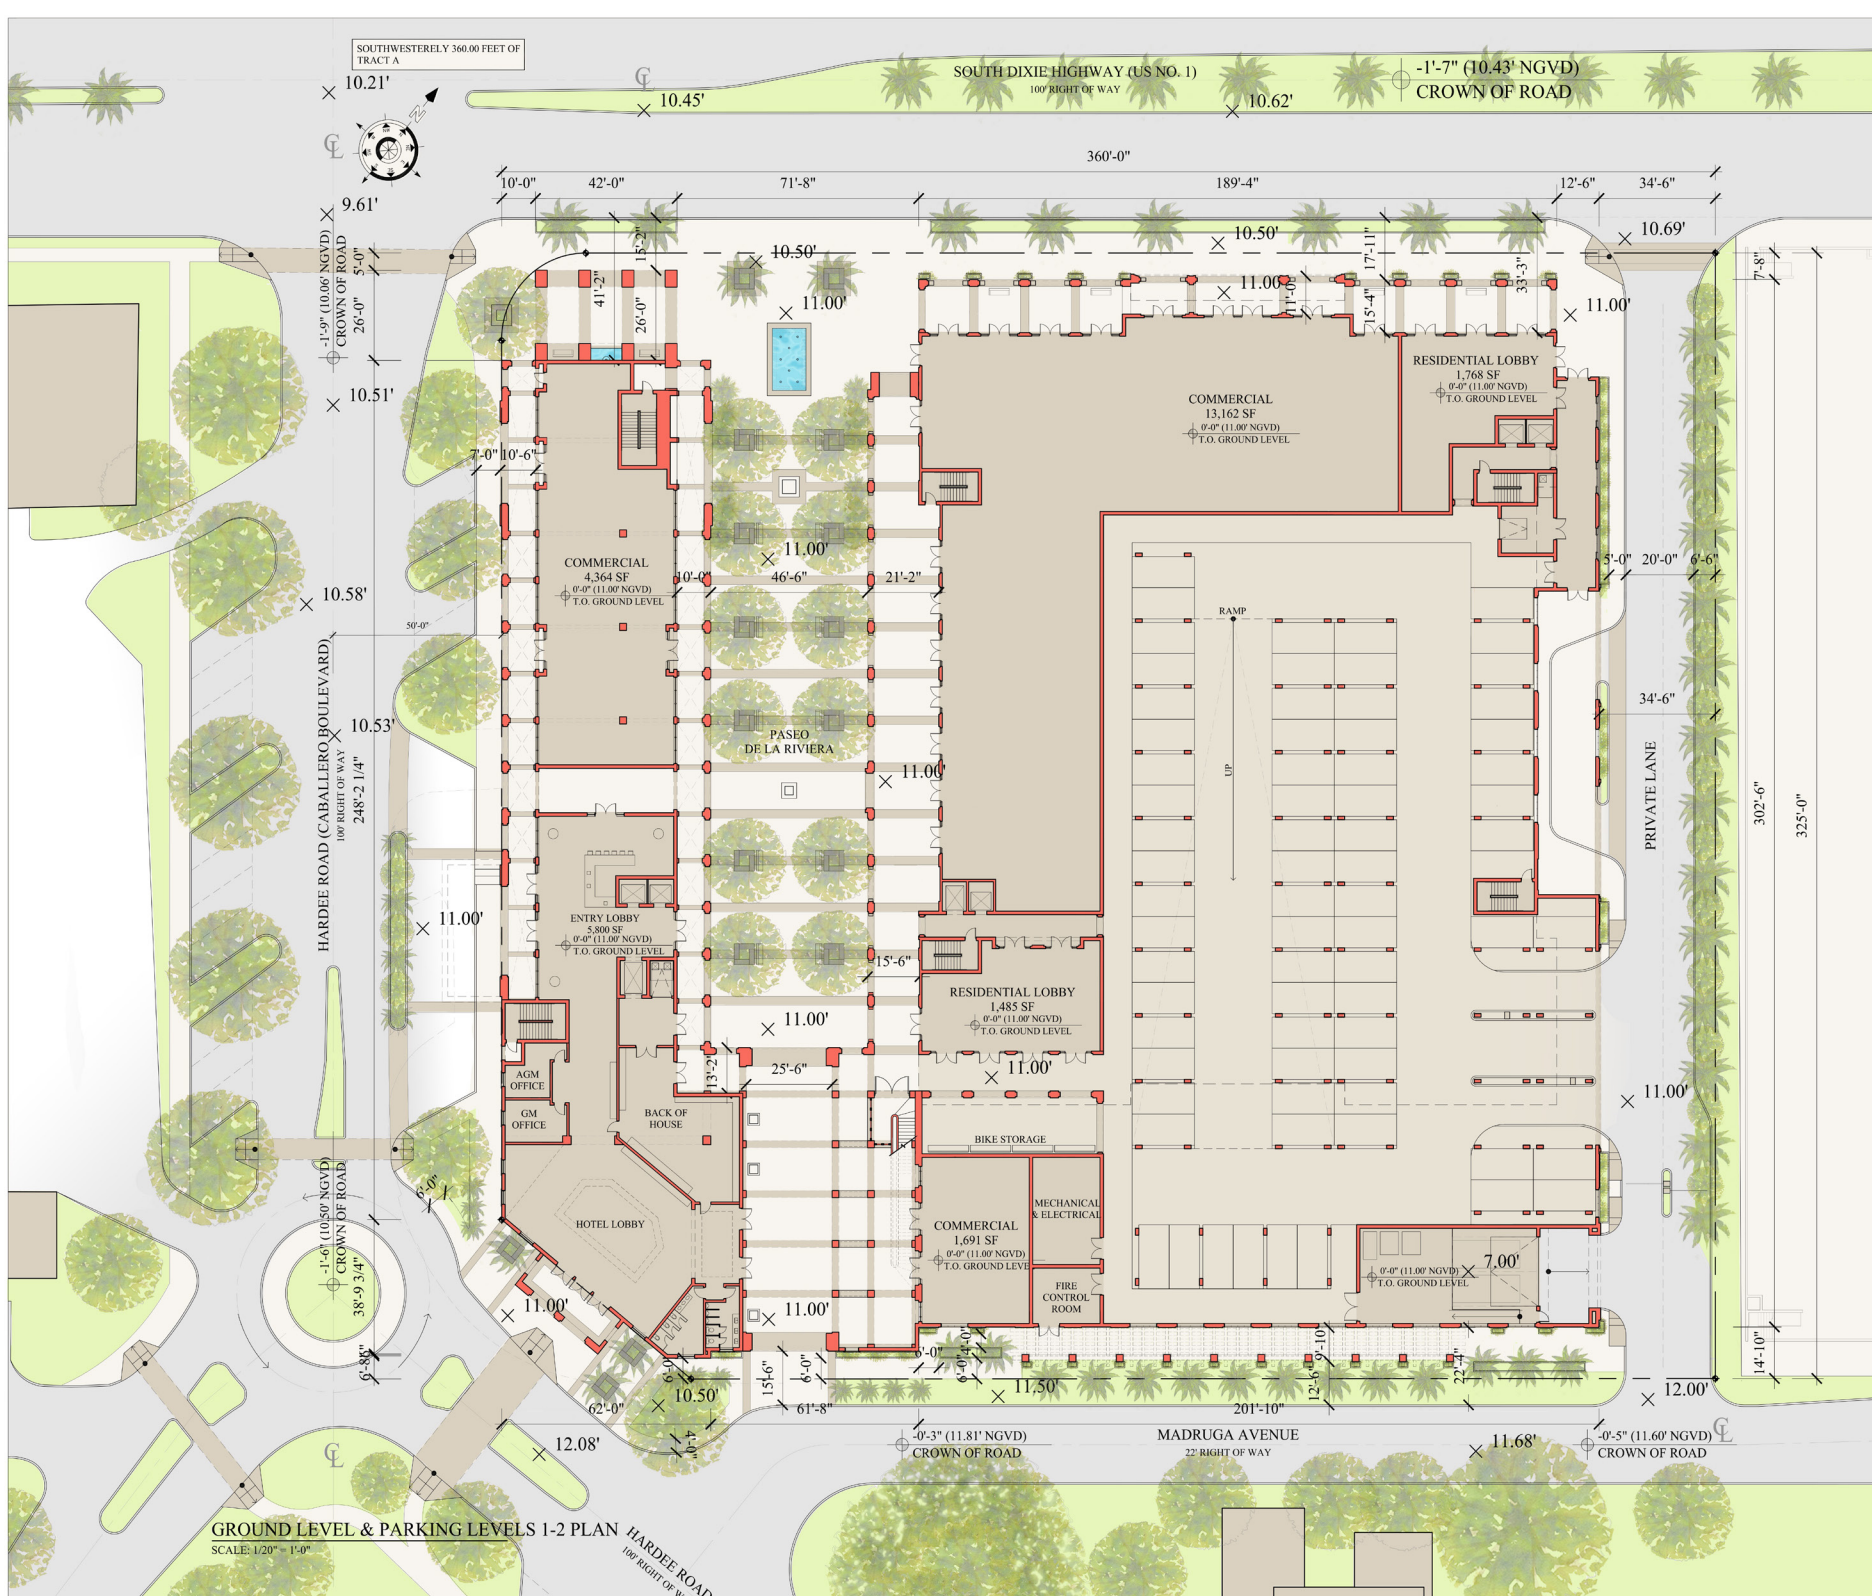 SOUTHWESTERELY 360.00 FEET OF
TRACT A
10.21'
N
10.45'
SOUTH DIXIE HIGHWAY (US NO. 1)
100' RIGHT OF WAY
10.62'
-1'-7" (10.43' NGVD)
CROWN OF ROAD
360'-0"
10'-0"
42'-0"
71'-8"
189'-4"
12'-6"
34'-6"
9.61'
-1'-9" (10.06' NGVD)
CROWN OF ROAD
5'-0"
26'-0"
15'-2"
41'-2"
26'-0"
10.50'
11.00'
10.50'
11.00'
11'-0"
17'-11"
15'-4"
33'-3"
10.69'
7'-8"
11.00'
10.51'
RESIDENTIAL LOBBY
1,768 SF
0'-0" (11.00' NGVD)
T.O. GROUND LEVEL
COMMERCIAL
13,162 SF
0'-0" (11.00' NGVD)
T.O. GROUND LEVEL
7'-0"
10'-6"
11.00'
COMMERCIAL
4,364 SF
0'-0" (11.00' NGVD)
T.O. GROUND LEVEL
10'-0"
46'-6"
21'-2"
5'-0"
20'-0"
6'-6"
10.58'
50'-0"
RAMP
UP
34'-6"
10.53'
PASEO
DE LA RIVIERA
11.00'
HARDEE ROAD (CABALLERO BOULEVARD)
100' RIGHT OF WAY
248'-2 1/4"
PRIVATE LANE
302'-6"
325'-0"
11.00'
ENTRY LOBBY
5,800 SF
0'-0" (11.00' NGVD)
T.O. GROUND LEVEL
15'-6"
RESIDENTIAL LOBBY
1,485 SF
0'-0" (11.00' NGVD)
T.O. GROUND LEVEL
11.00'
11.00'
13'-2"
25'-6"
AGM
OFFICE
GM
OFFICE
BACK OF
HOUSE
BIKE STORAGE
11.00'
-1'-6" (10.50' NGVD)
CROWN OF ROAD
38'-9 3/4"
6'-0"
HOTEL LOBBY
COMMERCIAL
1,691 SF
0'-0" (11.00' NGVD)
T.O. GROUND LEVE
MECHANICAL
& ELECTRICAL
FIRE
CONTROL
ROOM
0'-0" (11.00' NGVD)
T.O. GROUND LEVEL
7.00'
11.00'
11.00'
6'-0"
15'-6"
6'-0"
6'-0"
4'-0"
6'-0"
9'-10"
12'-6"
22'-4"
14'-10"
10.50'
11.50'
12.00'
62'-0"
61'-8"
201'-10"
4'-0"
12.08'
-0'-3" (11.81' NGVD)
CROWN OF ROAD
MADRUGA AVENUE
22' RIGHT OF WAY
11.68'
-0'-5" (11.60' NGVD)
CROWN OF ROAD
GROUND LEVEL & PARKING LEVELS 1-2 PLAN
SCALE: 1/20" = 1'-0"
HARDEE ROAD
100' RIGHT OF